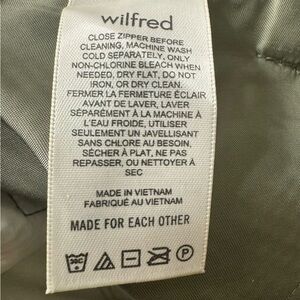 wilfred
CLOSE ZIPPER BEFORE
CLEANING, MACHINE WASH
COLD SEPARATELY, ONLY
NON-CHLORINE BLEACH WHEN
NEEDED, DRY FLAT, DO NOT
IRON, OR DRY CLEAN.
FERMER LA FERMETURE ÉCLAIR
AVANT DE LAVER, LAVER
SÉPARÉMENT À LA MACHINE À
L'EAU FROIDE, UTILISER
SEULEMENT UN JAVELLISANT
SANS CHLORE AU BESOIN,
SÉCHER À PLAT, NE PAS
REPASSER, OU NETTOYER À
SEC
MADE IN VIETNAM
FABRIQUÉ AU VIETNAM
MADE FOR EACH OTHER
30C P